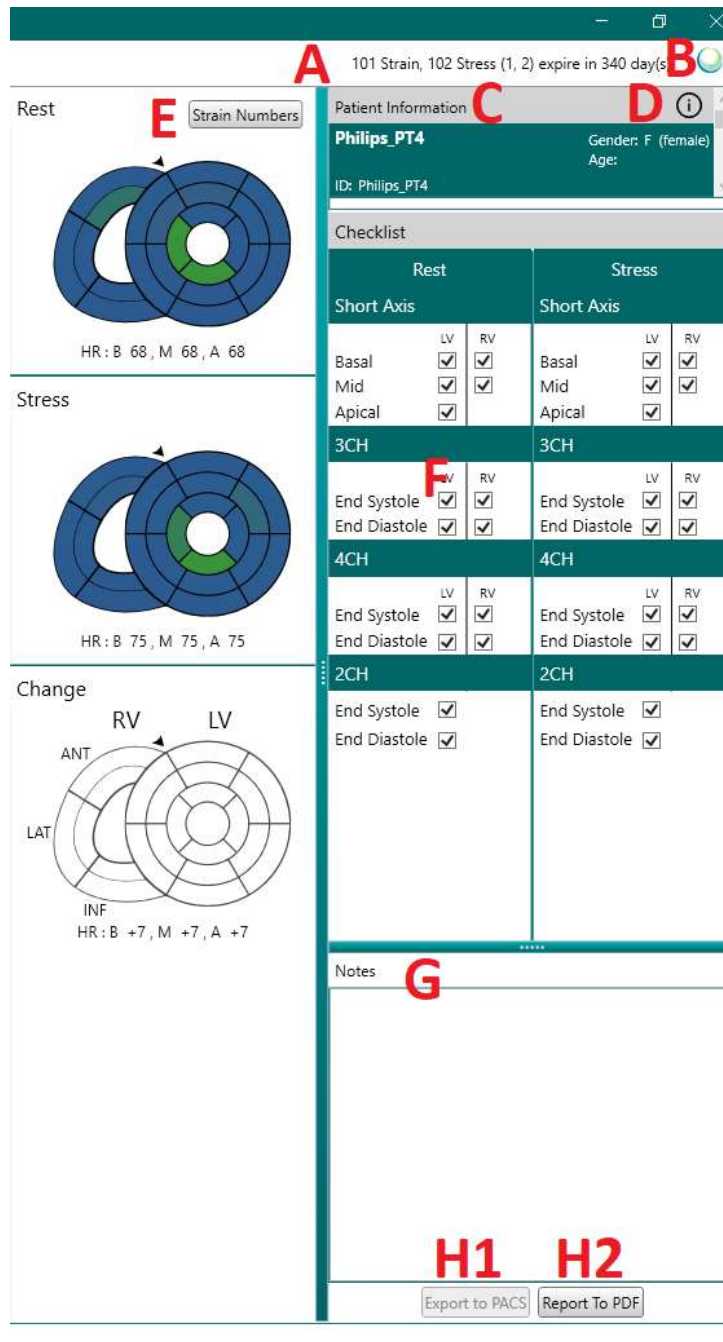 A
101 Strain, 102 Stress (1, 2) expire in 340 day(s)
B
Rest
E
Strain Numbers
HR : B 68 , M 68 , A 68
Stress
HR : B 75 , M 75 , A 75
Change
RV LV
ANT
LAT
INF
HR : B +7 , M +7 , A +7
Patient Information
C
D
Philips_PT4
Gender: F (female)
Age:
ID: Philips_PT4
Checklist
Rest Stress
Short Axis Short Axis
LV RV LV RV
Basal Basal
Mid Mid
Apical Apical
3CH 3CH
F
LV RV LV RV
End Systole End Systole
End Diastole End Diastole
4CH 4CH
LV RV LV RV
End Systole End Systole
End Diastole End Diastole
2CH 2CH
End Systole End Systole
End Diastole End Diastole
Notes
G
H1 H2
Export to PACS Report To PDF